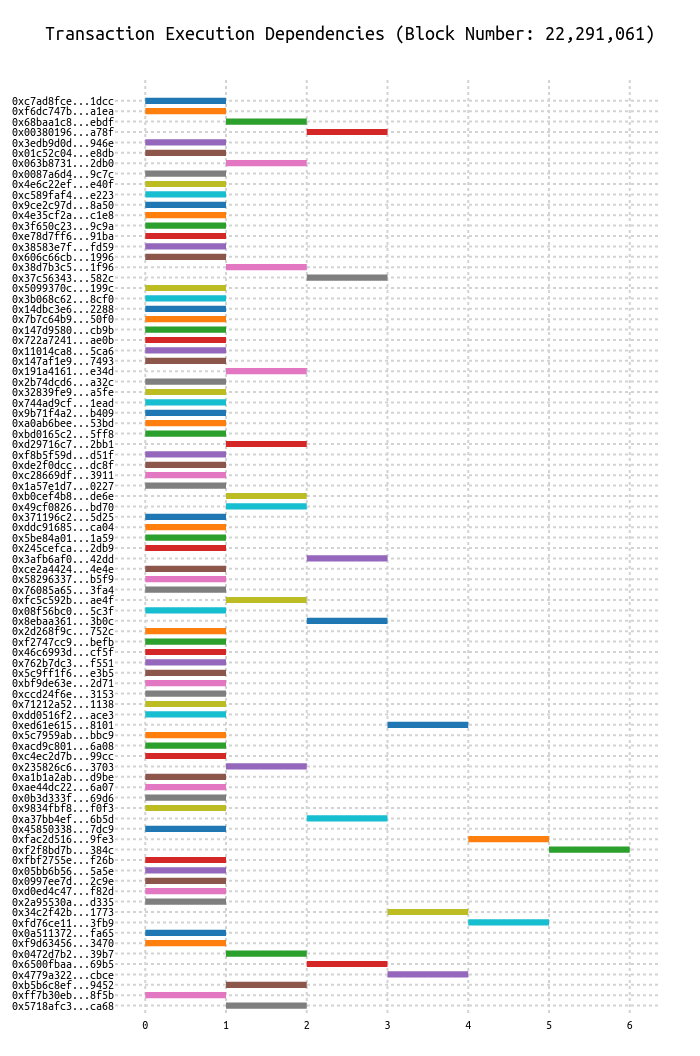 Transaction Execution Dependencies (Block Number: 22,291,061)
0xc7ad8fce...1dcc
0xf6dc747b...a1ea
0x68baa1c8...ebdf
0x00380196...a78f
0x3edb9d0d...946e
0x01c52c04...e8db
0x063b8731...2db0
0x0087a6d4...9c7c
0x4e6c22ef...e40f
0xc589faf4...e223
0x9ce2c97d...8a50
0x4e35cf2a...c1e8
0x3f650c23...9c9a
0xe78d7ff6...91ba
0x38583e7f...fd59
0x606c66cb...1996
0x38d7b3c5...1f96
0x37c56343...582c
0x5099370c...199c
0x3b068c62...8cf0
0x14dbc3e6...2288
0x7b7c64b9...50f0
0x147d9580...cb9b
0x722a7241...ae0b
0x11014ca8...5ca6
0x147af1e9...7493
0x191a4161...e34d
0x2b74dcd6...a32c
0x32839fe9...a5fe
0x744ad9cf...1ead
0x9b71f4a2...b409
0xa0ab6bee...53bd
0xbd0165c2...5ff8
0xd29716c7...2bb1
0xf8b5f59d...d51f
0xde2f0dcc...dc8f
0xc28669df...3911
0x1a57e1d7...0227
0xb0cef4b8...de6e
0x49cf0826...bd70
0x371196c2...5d25
0xddc91685...ca04
0x5be84a01...1a59
0x245cefca...2db9
0x3afb6af0...42dd
0xce2a4424...4e4e
0x58296337...b5f9
0x76085a65...3fa4
0xfc5c592b...ae4f
0x08f56bc0...5c3f
0x8ebaa361...3b0c
0x2d268f9c...752c
0xf2747cc9...befb
0x46c6993d...cf5f
0x762b7dc3...f551
0x5c9ff1f6...e3b5
0xbf9de63e...2d71
0xccd24f6e...3153
0x71212a52...1138
0xdd0516f2...ace3
0xed61e615...8101
0x5c7959ab...bbc9
0xacd9c801...6a08
0xc4ec2d7b...99cc
0x235826c6...3703
0xa1b1a2ab...d9be
0xae44dc22...6a07
0x0b3d333f...69d6
0x9834fbf8...f0f3
0xa37bb4ef...6b5d
0x45850338...7dc9
0xfac2d516...9fe3
0xf2f8bd7b...384c
0xfbf2755e...f26b
0x05bb6b56...5a5e
0x0997ee7d...2c9e
0xd0ed4c47...f82d
0x2a95530a...d335
0x34c2f42b...1773
0xfd76ce11...3fb9
0x0a511372...fa65
0xf9d63456...3470
0x0472d7b2...39b7
0x6500fbaa...69b5
0x4779a322...cbce
0xb5b6c8ef...9452
0xff7b30eb...8f5b
0x5718afc3...ca68
0 1 2 3 4 5 6